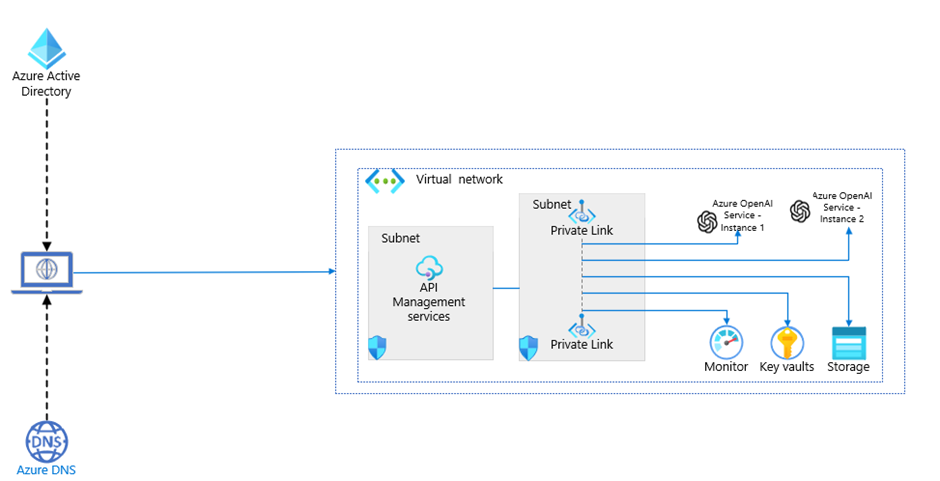 Azure Active
Directory
Virtual network
Subnet
API
Management
services
Subnet
Private Link
Private Link
Azure OpenAI
Service -
Instance 1
Azure OpenAI
Service -
Instance 2
Monitor
Key vaults
Storage
DNS
Azure DNS